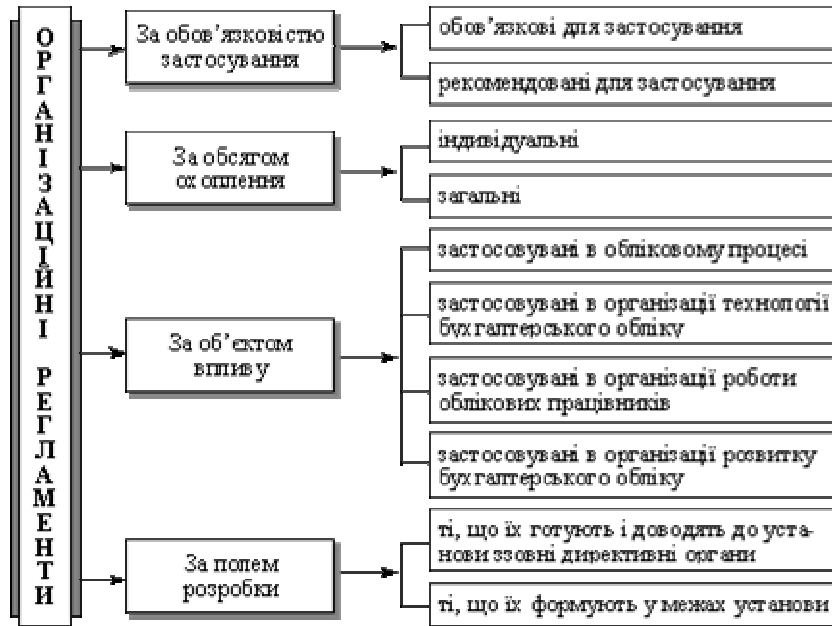 ОРГАНІЗАЦІЙНІ РЕГЛАМЕНТИ
За обов’язковістю
застосування
обов’язкові для застосування
рекомендовані для застосування
За обсягом
охоплення
індивідуальні
загальні
За об’єктом
впливу
застосовувані в обліковому процесі
застосовувані в організації технології
бухгалтерського обліку
застосовувані в організації роботи
облікових працівників
застосовувані в організації розвитку
бухгалтерського обліку
За полем
розробки
ті, що їх готують і доводять до уста-
нови ззовні директивні органи
ті, що їх формують у межах установи